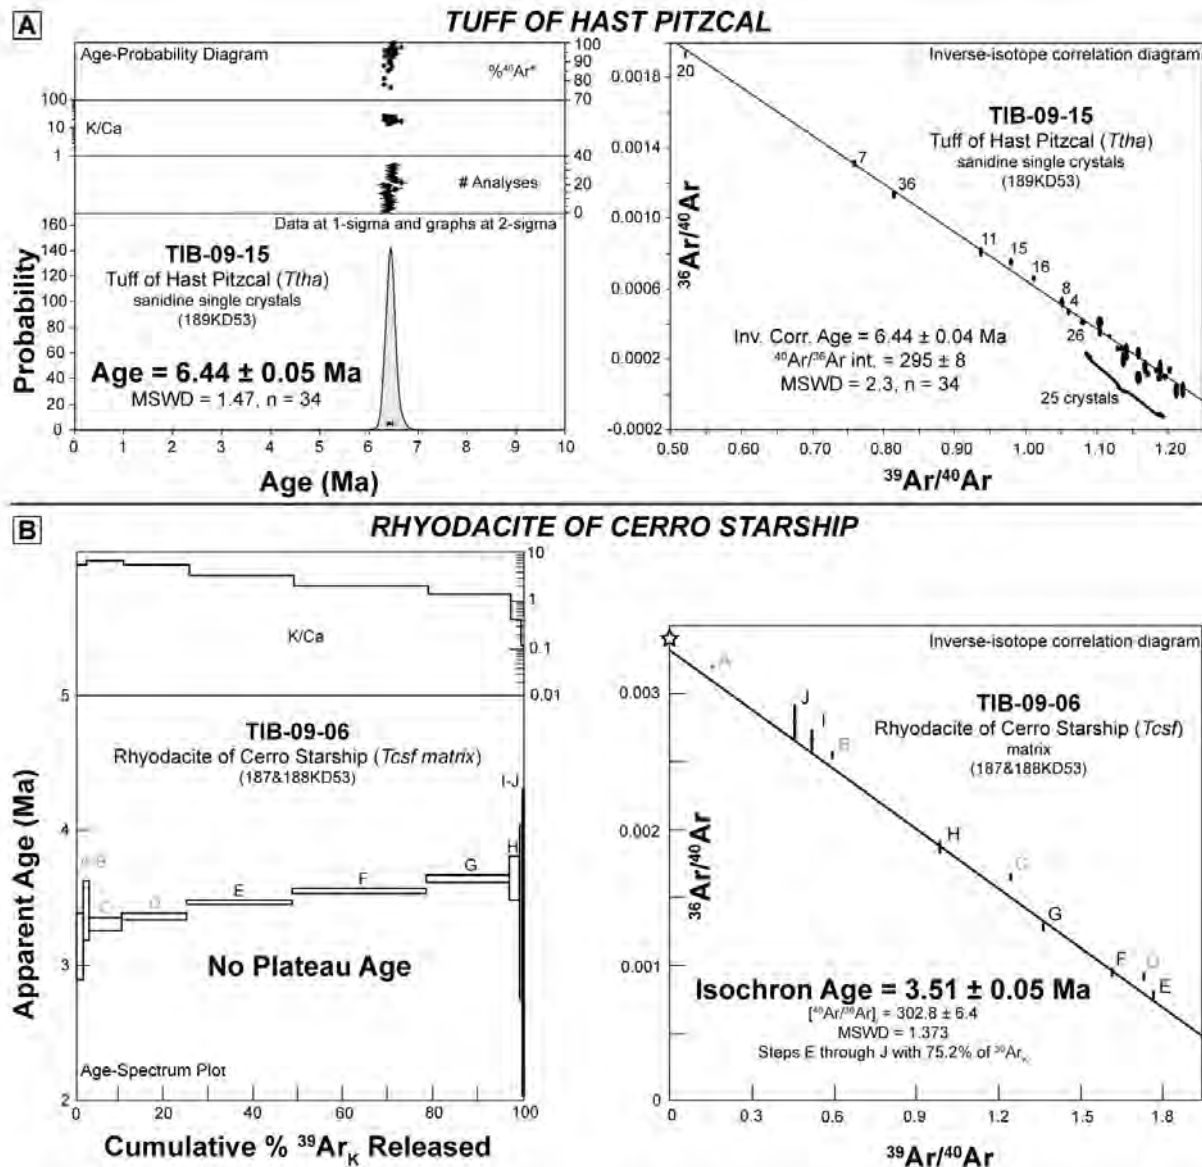 A
TUFF OF HAST PITZCAL
Age-Probability Diagram
%⁴⁰Ar*
100
90
80
70
100
10
1
K/Ca
40
20
0
# Analyses
Data at 1-sigma and graphs at 2-sigma
160
140
120
100
80
60
40
20
0
Probability
TIB-09-15
Tuff of Hast Pitzcal (Ttha)
sanidine single crystals
(189KD53)
Age = 6.44 ± 0.05 Ma
MSWD = 1.47, n = 34
0 1 2 3 4 5 6 7 8 9 10
Age (Ma)
Inverse-isotope correlation diagram
0.0018
0.0014
0.0010
0.0006
0.0002
-0.0002
³⁶Ar/⁴⁰Ar
20
7
36
11
15
16
8
4
26
25 crystals
TIB-09-15
Tuff of Hast Pitzcal (Ttha)
sanidine single crystals
(189KD53)
Inv. Corr. Age = 6.44 ± 0.04 Ma
⁴⁰Ar/³⁶Ar int. = 295 ± 8
MSWD = 2.3, n = 34
0.50 0.60 0.70 0.80 0.90 1.00 1.10 1.20
³⁹Ar/⁴⁰Ar
B
RHYODACITE OF CERRO STARSHIP
10
1
0.1
0.01
K/Ca
5
4
3
2
Apparent Age (Ma)
TIB-09-06
Rhyodacite of Cerro Starship (Tcsf matrix)
(187&188KD53)
I-J
B
C
D
E
F
G
H
No Plateau Age
Age-Spectrum Plot
0 20 40 60 80 100
Cumulative % ³⁹Arₖ Released
Inverse-isotope correlation diagram
0.003
0.002
0.001
0
³⁶Ar/⁴⁰Ar
A
J
I
B
H
C
G
F
D
E
TIB-09-06
Rhyodacite of Cerro Starship (Tcsf)
matrix
(187&188KD53)
Isochron Age = 3.51 ± 0.05 Ma
[⁴⁰Ar/³⁶Ar]ᵢ = 302.8 ± 6.4
MSWD = 1.373
Steps E through J with 75.2% of ³⁹Arₖ
0 0.3 0.6 0.9 1.2 1.5 1.8
³⁹Ar/⁴⁰Ar